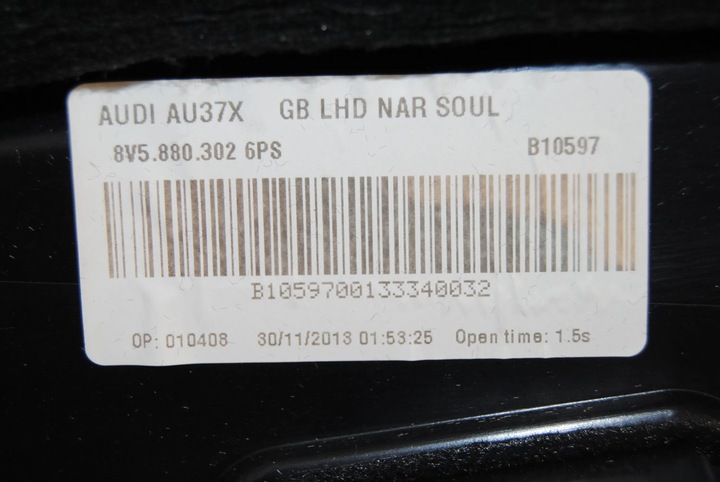 AUDI AU37X GB LHD NAR SOUL
8V5.880.302 6PS B10597
B1059700133340032
OP: 010408 30/11/2013 01:53:25 Open time: 1.5s